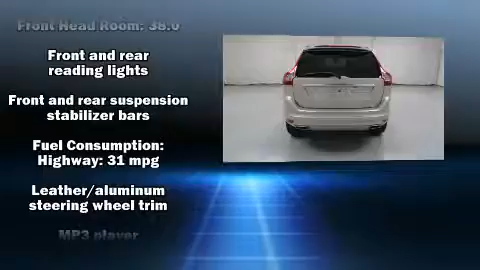 Front Head Room: 38.0
Front and rear
reading lights
Front and rear suspension
stabilizer bars
Fuel Consumption:
Highway: 31 mpg
Leather/aluminum
steering wheel trim
MP3 player